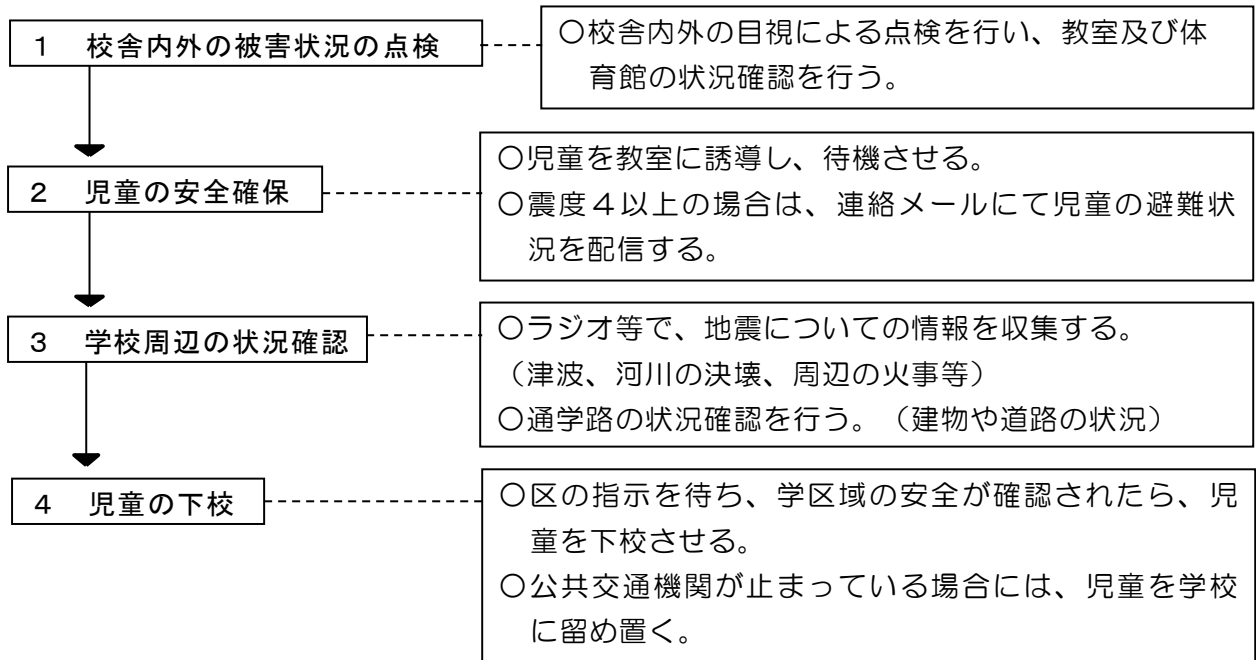 １　校舎内外の被害状況の点検
○校舎内外の目視による点検を行い、教室及び体
育館の状況確認を行う。
２　児童の安全確保
○児童を教室に誘導し、待機させる。
○震度４以上の場合は、連絡メールにて児童の避難状
況を配信する。
３　学校周辺の状況確認
○ラジオ等で、地震についての情報を収集する。
（津波、河川の決壊、周辺の火事等）
○通学路の状況確認を行う。（建物や道路の状況）
４　児童の下校
○区の指示を待ち、学区域の安全が確認されたら、児
童を下校させる。
○公共交通機関が止まっている場合には、児童を学校
に留め置く。